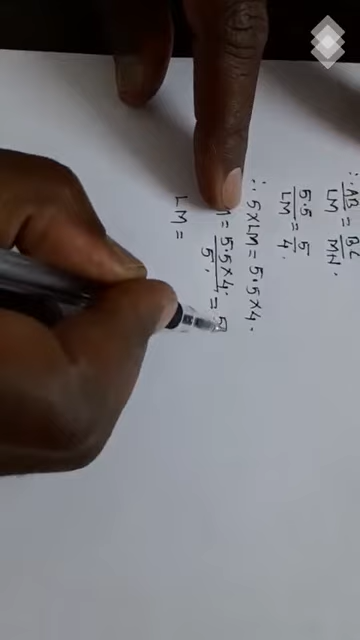 ∴ AB/LM = BC/MN.
5.5/LM = 5/4.
∴ 5×LM = 5.5×4.
M = 5.5×4./5. = 5
LM =